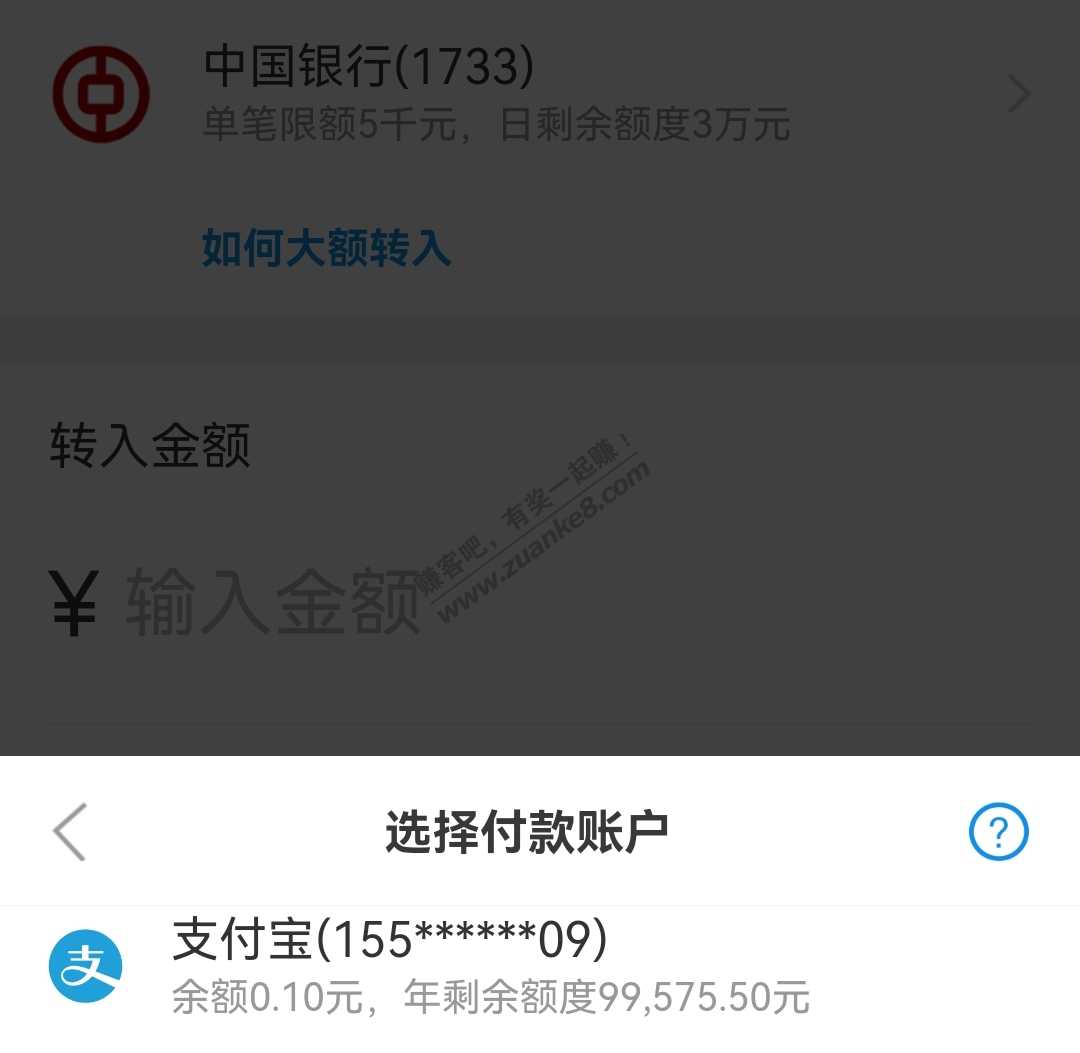 中国银行(1733)
单笔限额5千元，日剩余额度3万元
如何大额转入
转入金额
¥ 输入金额
赚客吧，有奖一起赚！
www.zuanke8.com
选择付款账户
?
支
支付宝(155******09)
余额0.10元，年剩余额度99,575.50元